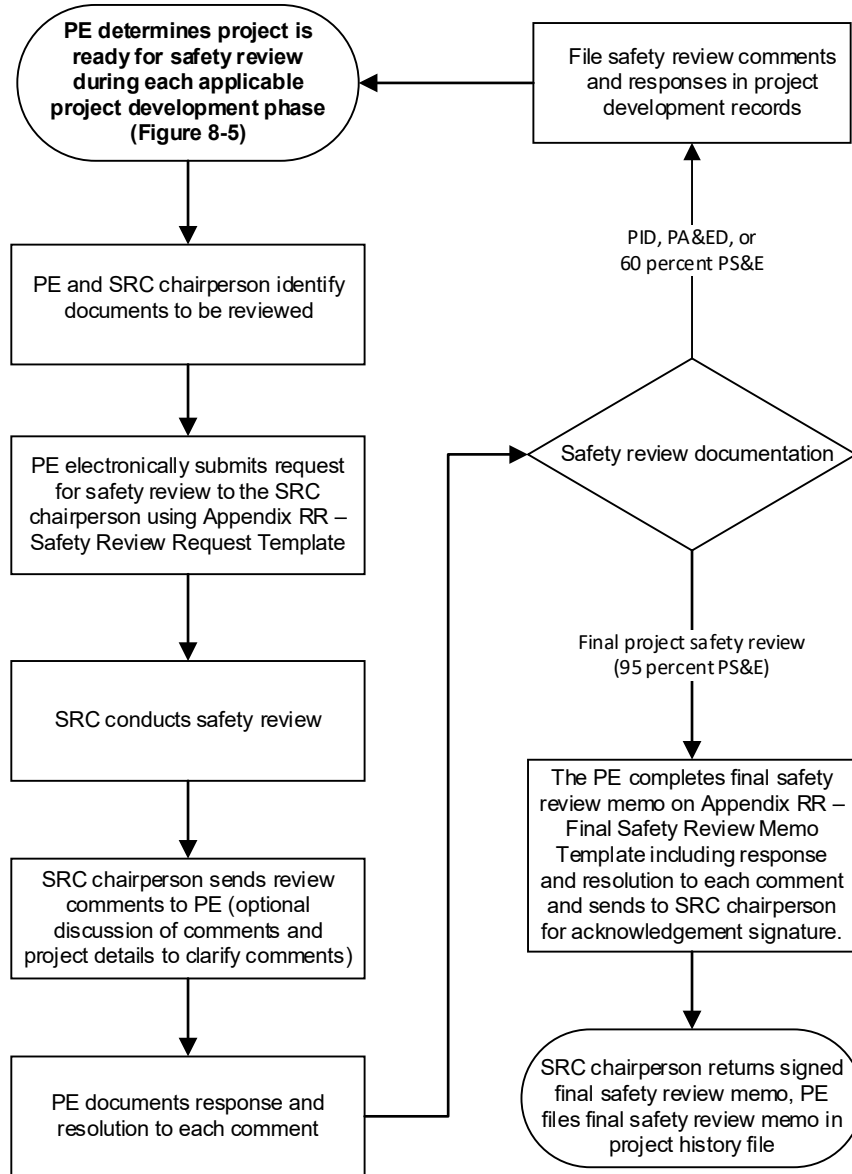 PE determines project is
ready for safety review
during each applicable
project development phase
(Figure 8-5)
PE and SRC chairperson identify
documents to be reviewed
PE electronically submits request
for safety review to the SRC
chairperson using Appendix RR –
Safety Review Request Template
SRC conducts safety review
SRC chairperson sends review
comments to PE (optional
discussion of comments and
project details to clarify comments)
PE documents response and
resolution to each comment
Safety review documentation
PID, PA&ED, or
60 percent PS&E
File safety review comments
and responses in project
development records
Final project safety review
(95 percent PS&E)
The PE completes final safety
review memo on Appendix RR –
Final Safety Review Memo
Template including response
and resolution to each comment
and sends to SRC chairperson
for acknowledgement signature.
SRC chairperson returns signed
final safety review memo, PE
files final safety review memo in
project history file